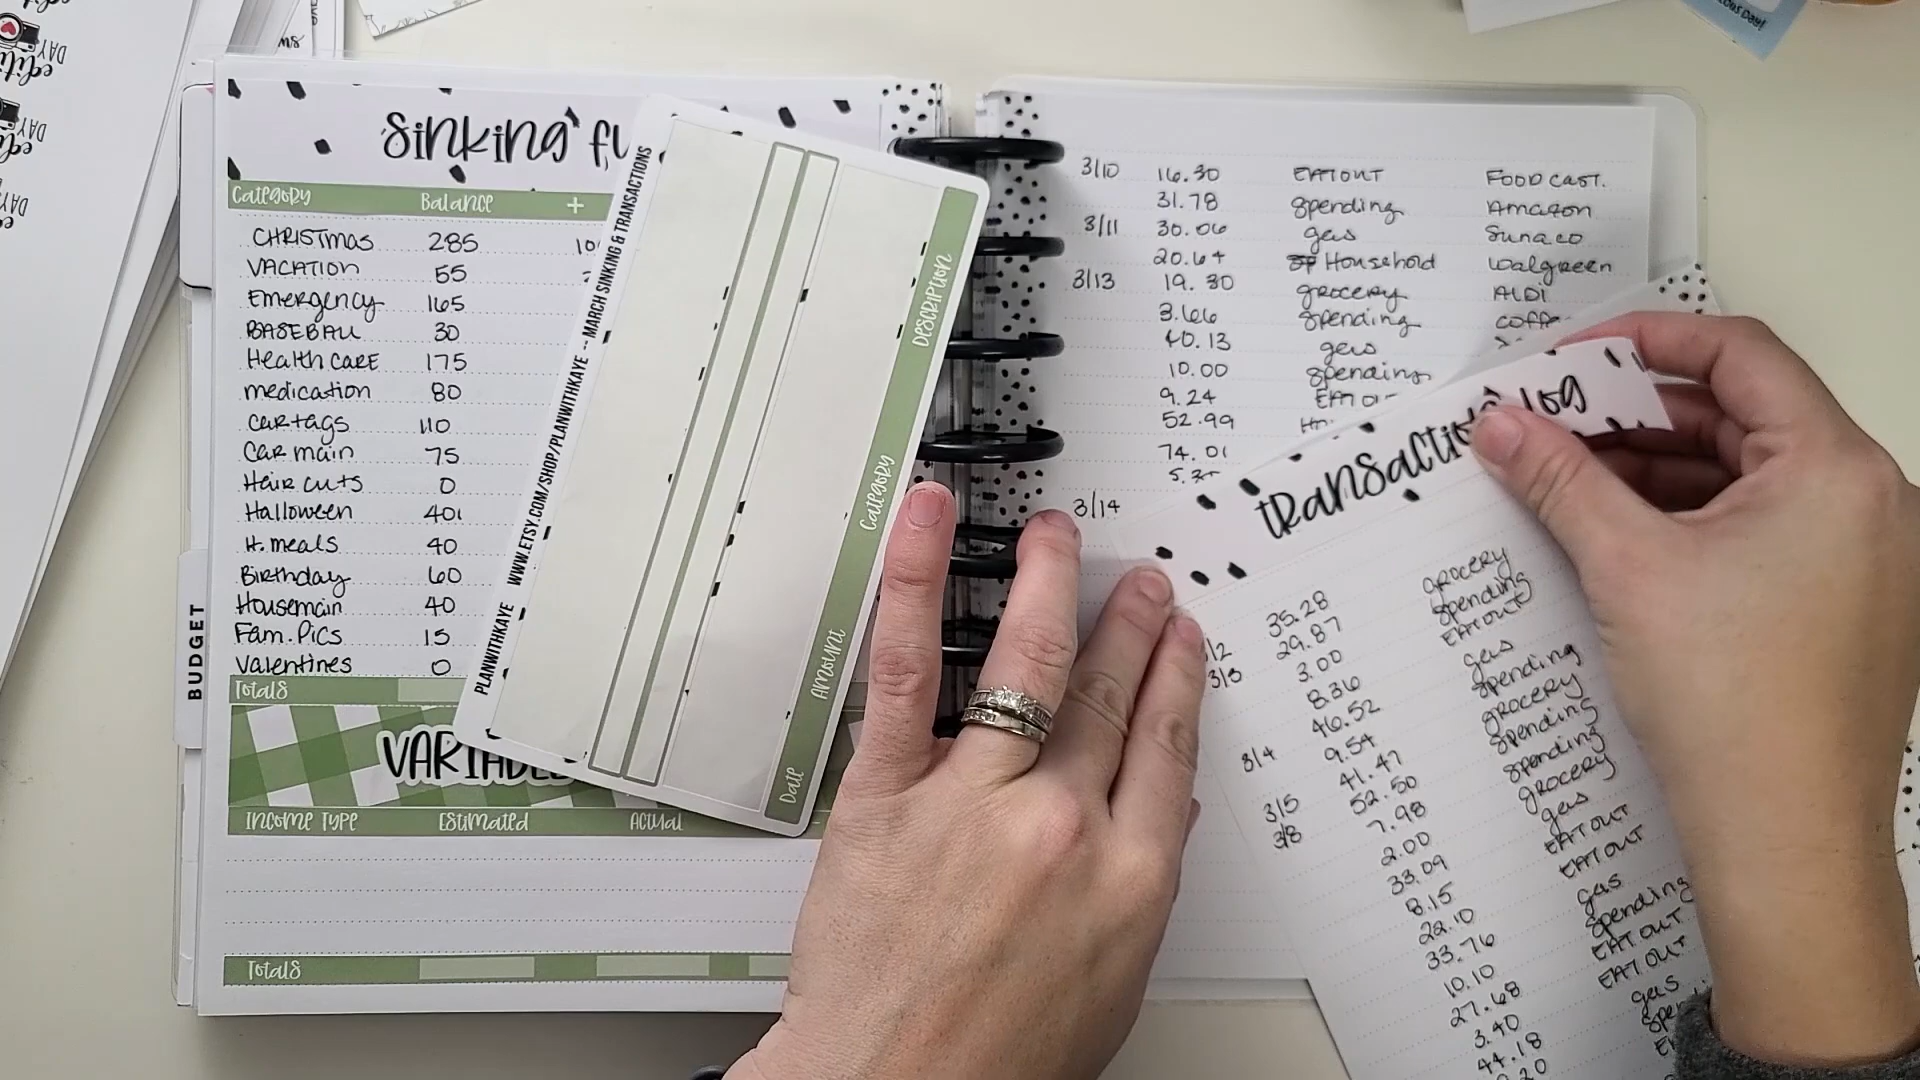 Sinking
Category Balance +
CHRISTMAS 285
VACATION 55
Emergency 165
BASEBALL 30
Health CARE 175
medication 80
car tags 110
Car main 75
Hair cuts 0
Halloween 401
H. meals 40
Birthday 60
Housemain 40
Fam. Pics 15
Valentines 0
Totals
Income Type Estimated Actual
Totals
BUDGET
PLANWITHKAYE WWW.ETSY.COM/SHOP/PLANWITHKAYE -- MARCH SINKING & TRANSACTIONS
Date Amount Category Description
3/10 16.30 EAT OUT FOOD CAST.
31.78 spending Amazon
3/11 30.06 gas Sunoco
20.64 Household Walgreen
3/13 19.30 grocery ALDI
3.66 spending
40.13 gas
10.00 spending
9.24 EAT OUT
52.99
74.01
3/14
transaction log
35.28 grocery
29.87 spending
3.00 EAT OUT
8.36 gas
46.52 spending
3/4 9.54 grocery
41.47 spending
3/5 52.50 spending
3/8 7.98 grocery
2.00 gas
33.09 EAT OUT
8.15 EAT OUT
22.10 gas
33.76 spending
10.10 EAT OUT
27.68 EAT OUT
3.40 gas
44.18